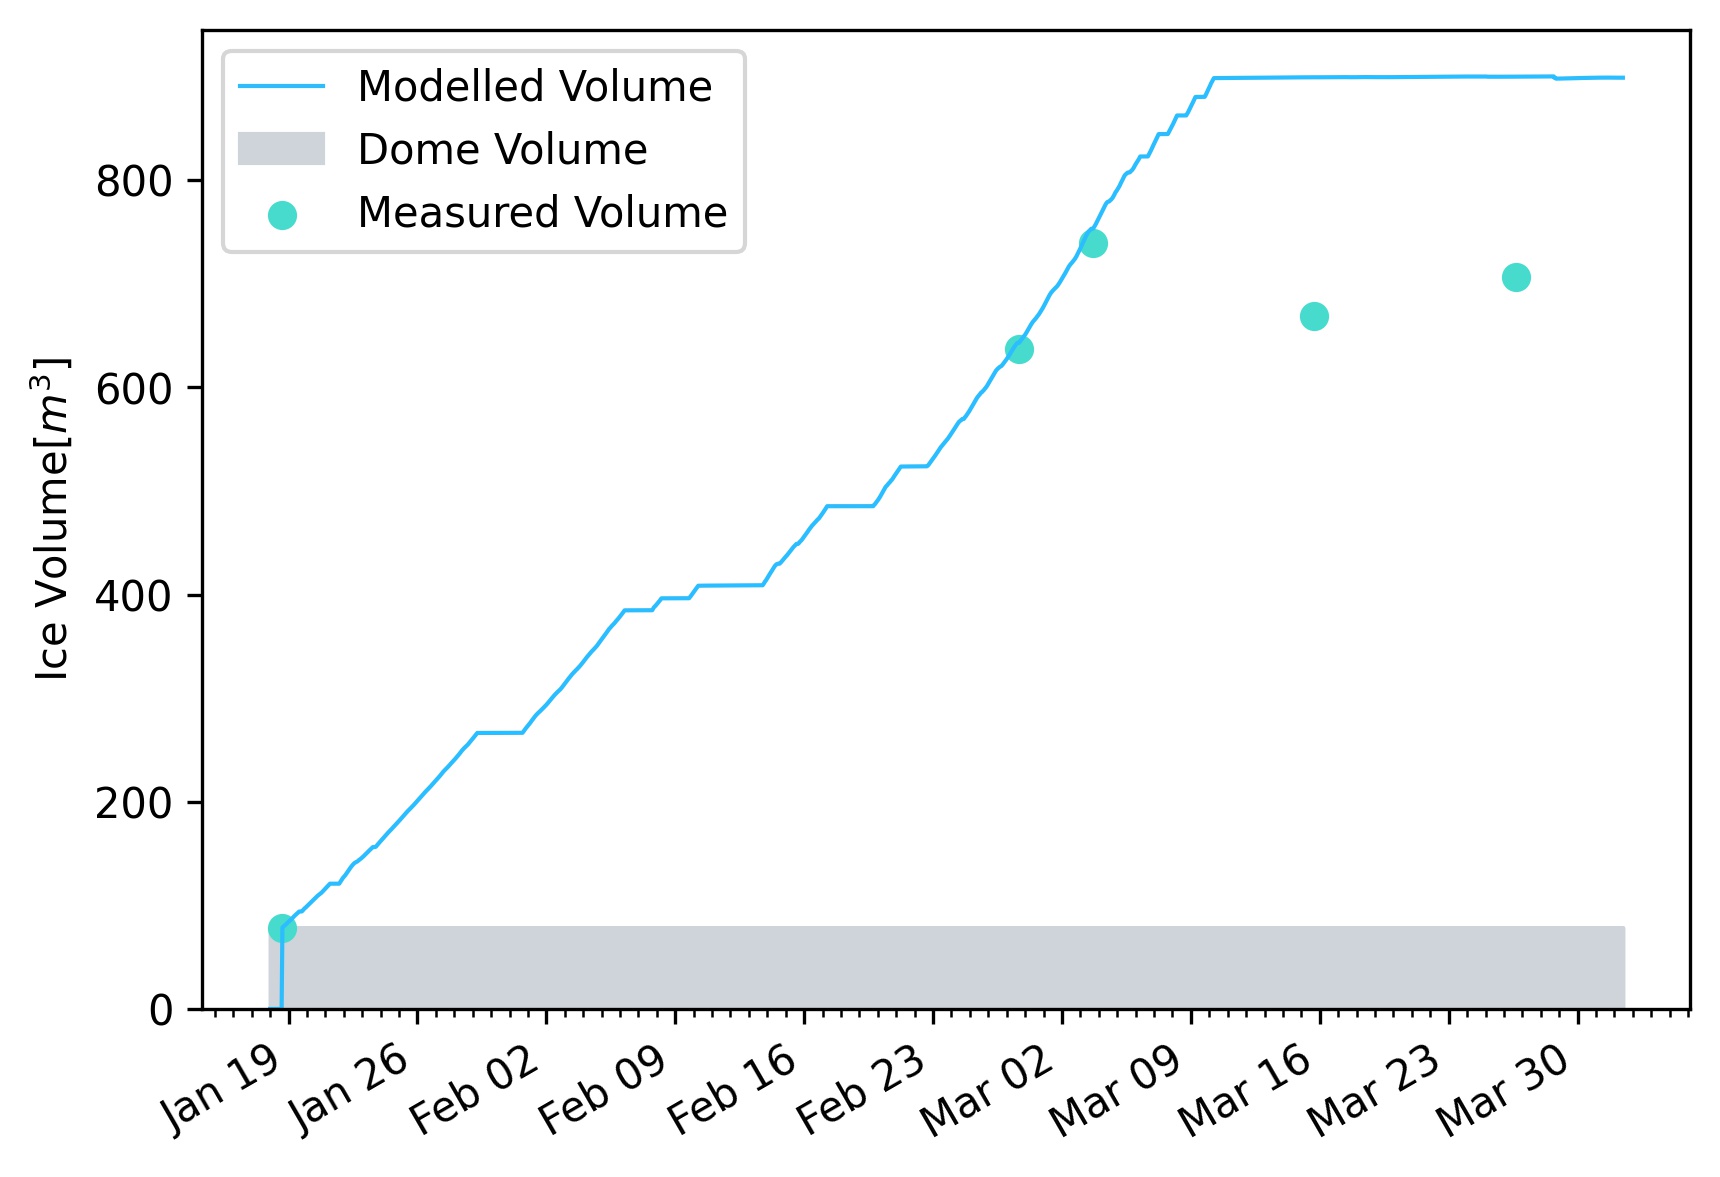 Modelled Volume
Dome Volume
Measured Volume
Ice Volume[$m^3$]
800
600
400
200
0
Jan 19
Jan 26
Feb 02
Feb 09
Feb 16
Feb 23
Mar 02
Mar 09
Mar 16
Mar 23
Mar 30